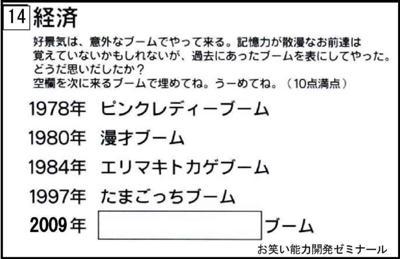 14 経済
好景気は、意外なブームでやって来る。記憶力が散漫なお前達は
覚えていないかもしれないが、過去にあったブームを表にしてやった。
どうだ思いだしたか？
空欄を次に来るブームで埋めてね。うーめてね。（10点満点）
1978年 ピンクレディーブーム
1980年 漫才ブーム
1984年 エリマキトカゲブーム
1997年 たまごっちブーム
2009年 ブーム
お笑い能力開発ゼミナール